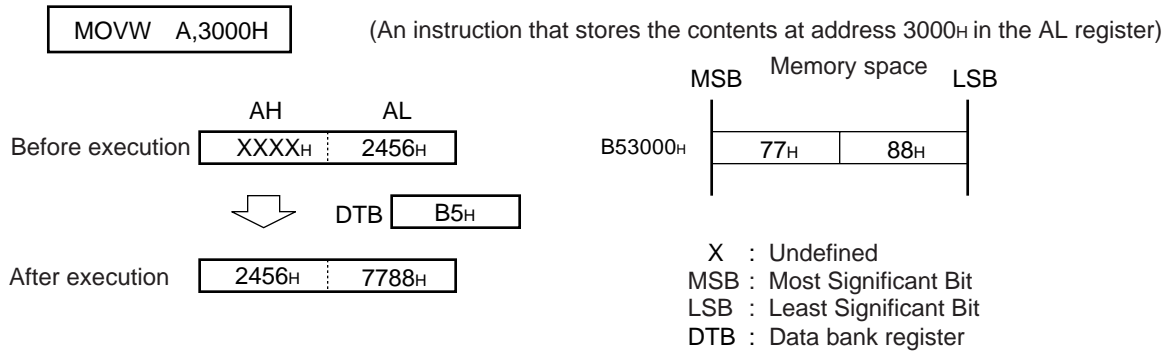 MOVW A,3000H
(An instruction that stores the contents at address 3000H in the AL register)
Memory space
MSB LSB
AH AL
Before execution XXXXH 2456H
B53000H 77H 88H
DTB B5H
After execution 2456H 7788H
X : Undefined
MSB : Most Significant Bit
LSB : Least Significant Bit
DTB : Data bank register